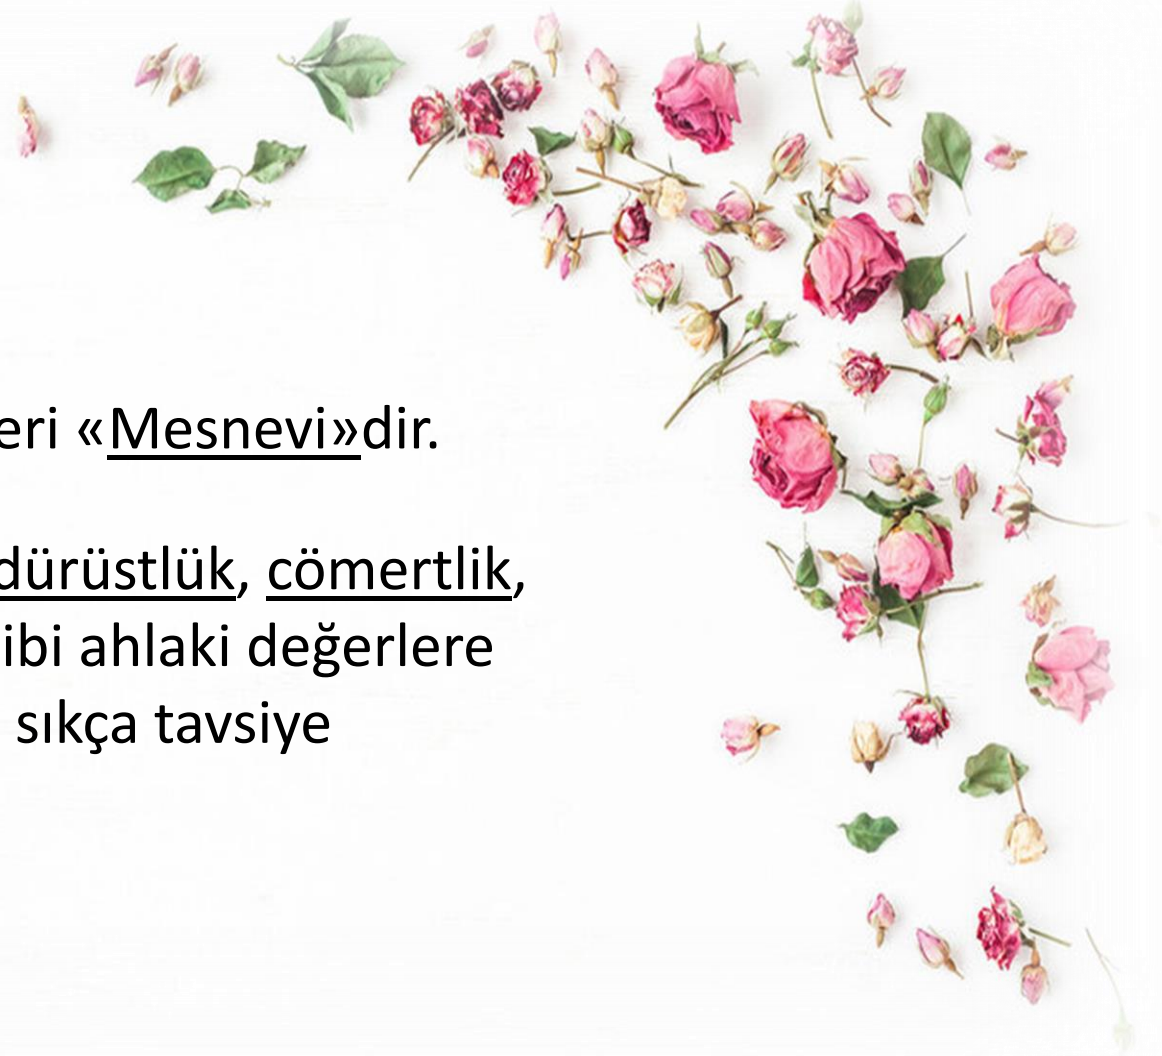 eri «Mesnevi»dir.
dürüstlük, cömertlik,
ibi ahlaki değerlere
sıkça tavsiye